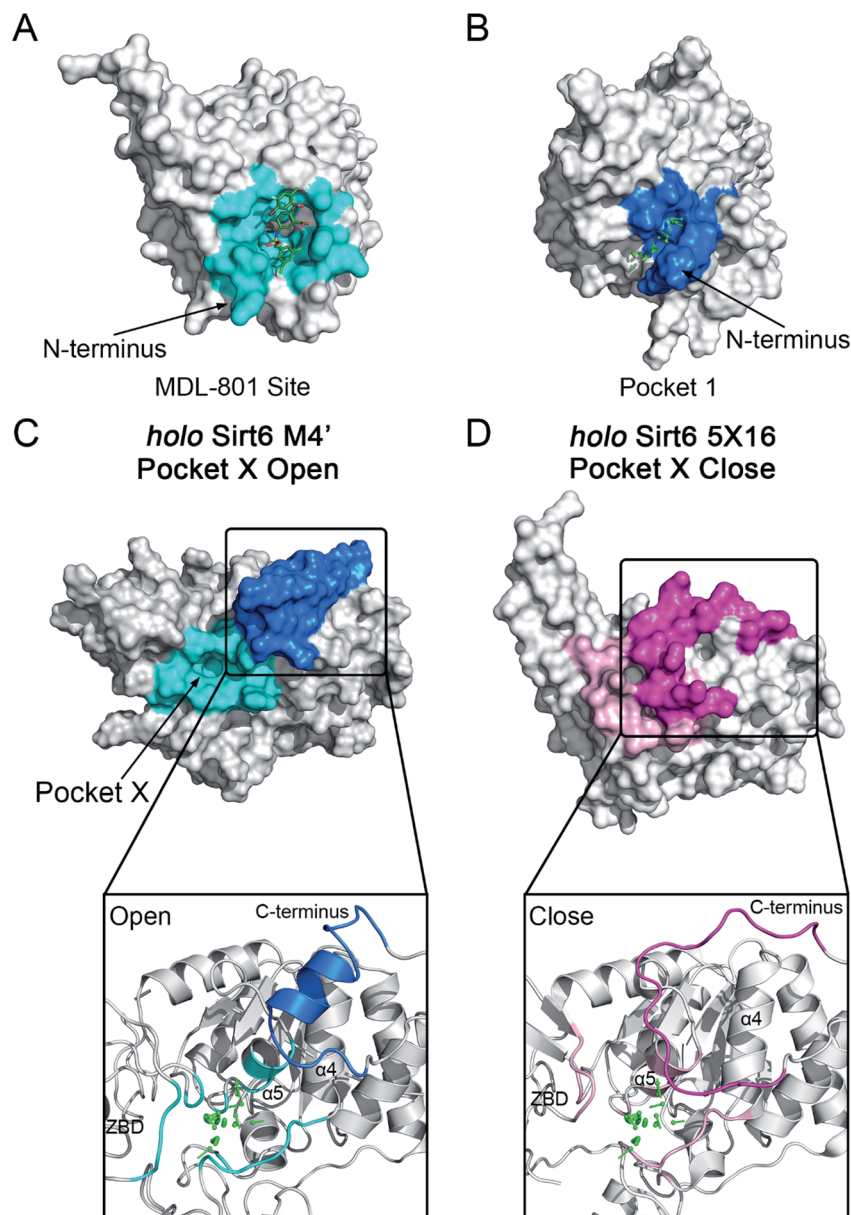 A
B
N-terminus
N-terminus
MDL-801 Site
Pocket 1
C
holo Sirt6 M4’
Pocket X Open
D
holo Sirt6 5X16
Pocket X Close
Pocket X
Open
C-terminus
α4
α5
ZBD
Close
C-terminus
α4
α5
ZBD